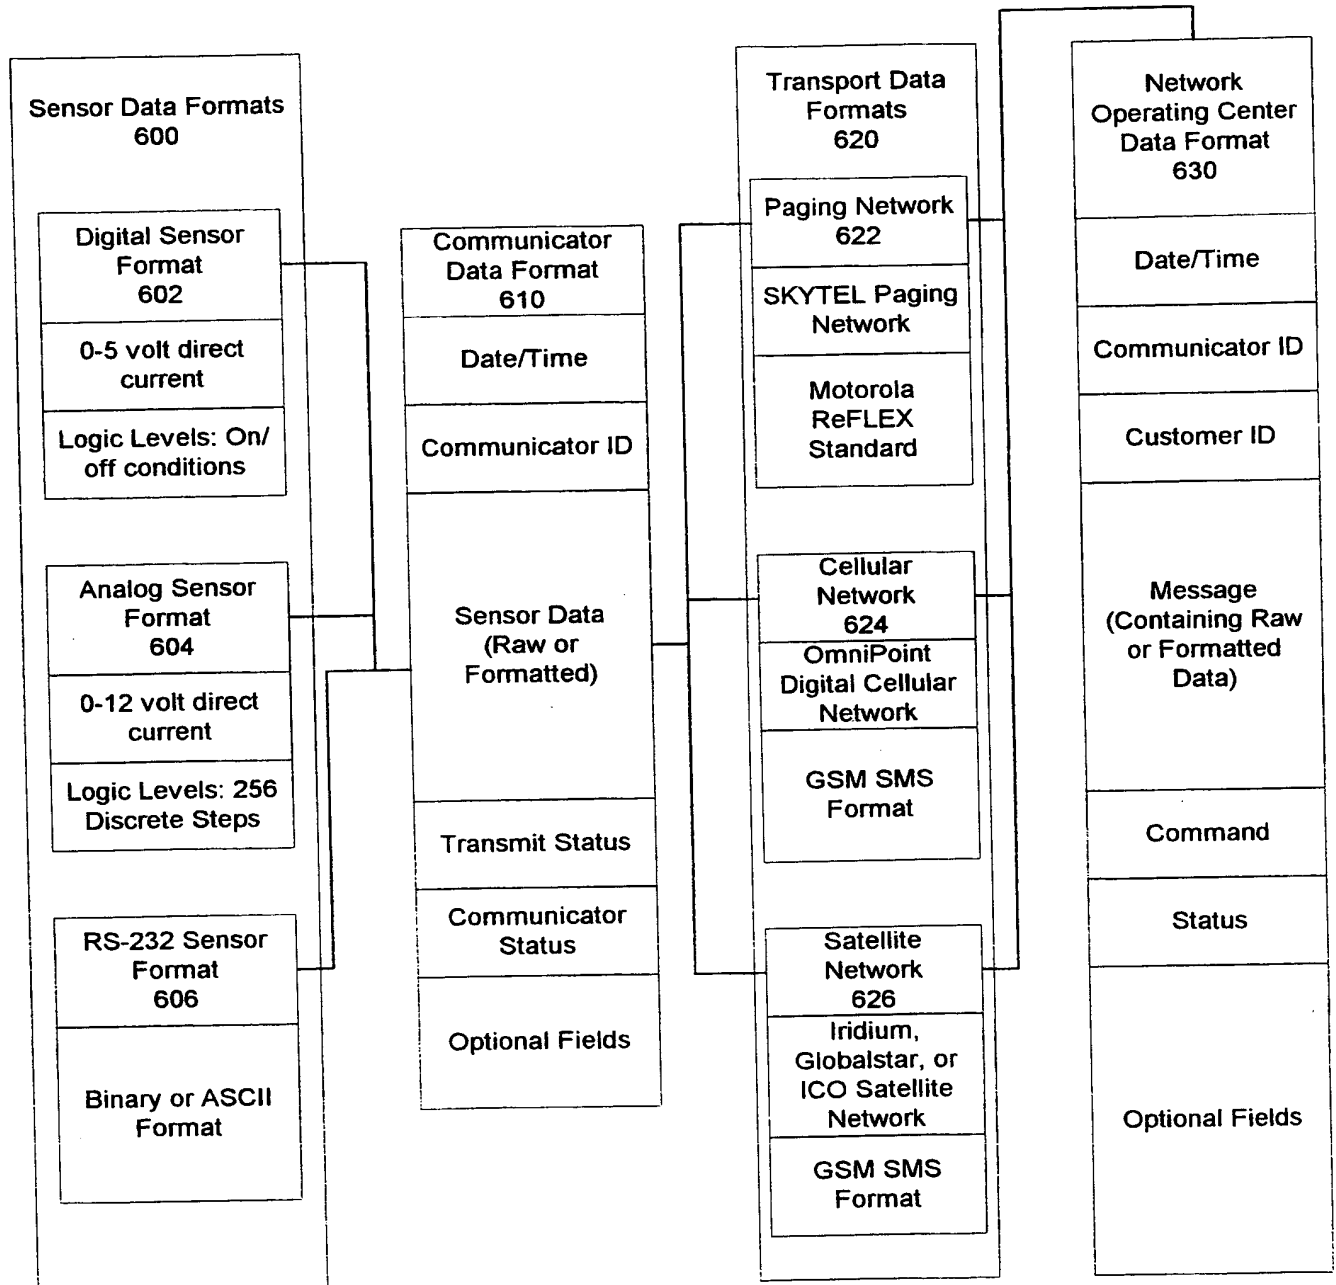 Sensor Data Formats
600
Digital Sensor
Format
602
0-5 volt direct
current
Logic Levels: On/
off conditions
Analog Sensor
Format
604
0-12 volt direct
current
Logic Levels: 256
Discrete Steps
RS-232 Sensor
Format
606
Binary or ASCII
Format
Communicator
Data Format
610
Date/Time
Communicator ID
Sensor Data
(Raw or
Formatted)
Transmit Status
Communicator
Status
Optional Fields
Transport Data
Formats
620
Paging Network
622
SKYTEL Paging
Network
Motorola
ReFLEX
Standard
Cellular
Network
624
OmniPoint
Digital Cellular
Network
GSM SMS
Format
Satellite
Network
626
Iridium,
Globalstar, or
ICO Satellite
Network
GSM SMS
Format
Network
Operating Center
Data Format
630
Date/Time
Communicator ID
Customer ID
Message
(Containing Raw
or Formatted
Data)
Command
Status
Optional Fields